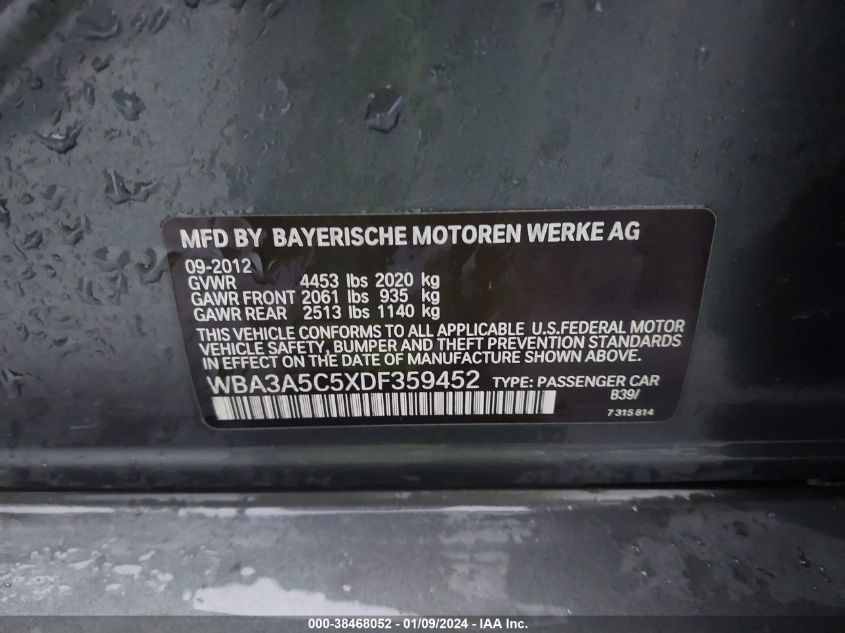 MFD BY BAYERISCHE MOTOREN WERKE AG
09-2012
GVWR 4453 lbs 2020 kg
GAWR FRONT 2061 lbs 935 kg
GAWR REAR 2513 lbs 1140 kg
THIS VEHICLE CONFORMS TO ALL APPLICABLE U.S.FEDERAL MOTOR
VEHICLE SAFETY, BUMPER AND THEFT PREVENTION STANDARDS
IN EFFECT ON THE DATE OF MANUFACTURE SHOWN ABOVE.
WBA3A5C5XDF359452 TYPE: PASSENGER CAR
B39/
7 315 814
000-38468052 - 01/09/2024 - IAA Inc.